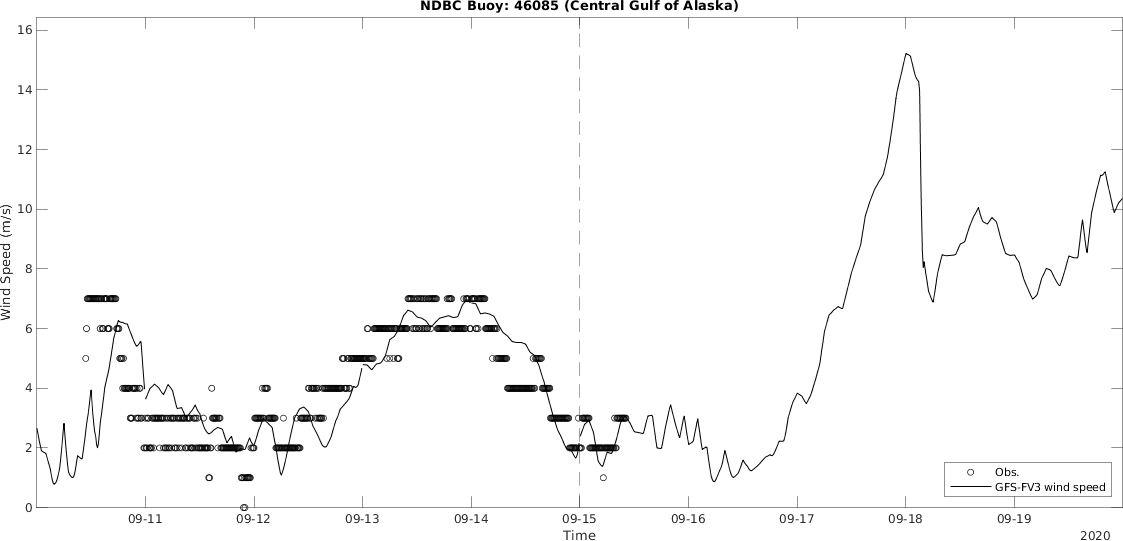 NDBC Buoy: 46085 (Central Gulf of Alaska)
16
14
12
10
8
6
4
2
0
Wind Speed (m/s)
09-11 09-12 09-13 09-14 09-15 09-16 09-17 09-18 09-19
Time
2020
Obs.
GFS-FV3 wind speed